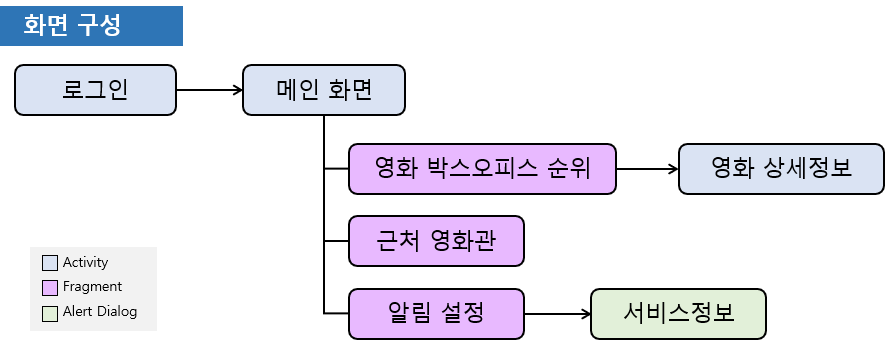 화면 구성
로그인
메인 화면
영화 박스오피스 순위
영화 상세정보
근처 영화관
알림 설정
서비스정보
Activity
Fragment
Alert Dialog